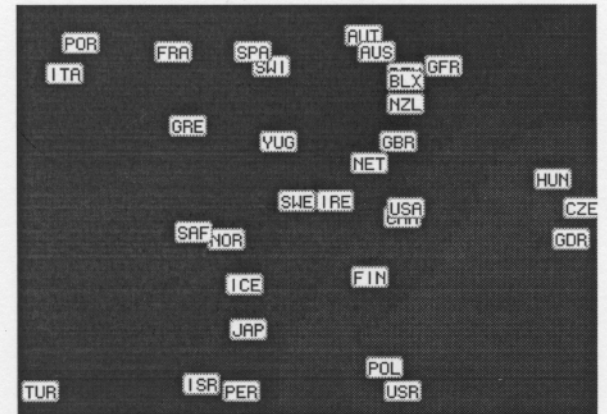 AUT
POR
FRA
SPA
AUS
SWI
GFR
ITA
BLX
NZL
GRE
YUG
GBR
NET
HUN
SWE
IRE
USA
CZE
SAF
NOR
GDR
ICE
FIN
JAP
POL
ISR
PER
TUR
USR